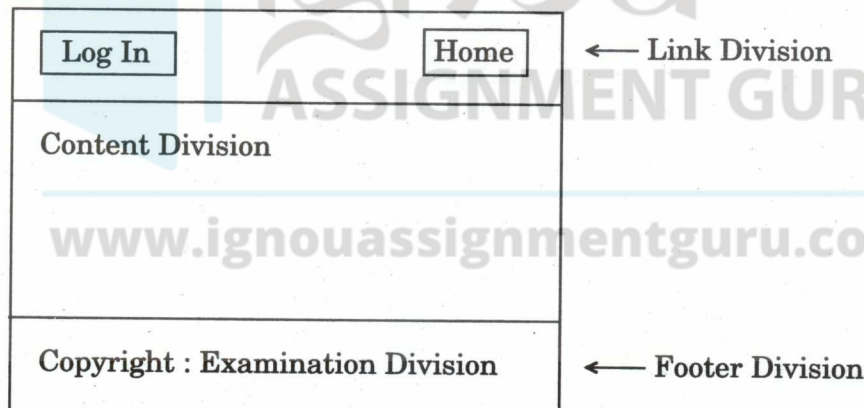 Log In Home ← Link Division
ASSIGNMENT GUR
Content Division
www.ignouassignmentguru.co
Copyright : Examination Division ← Footer Division